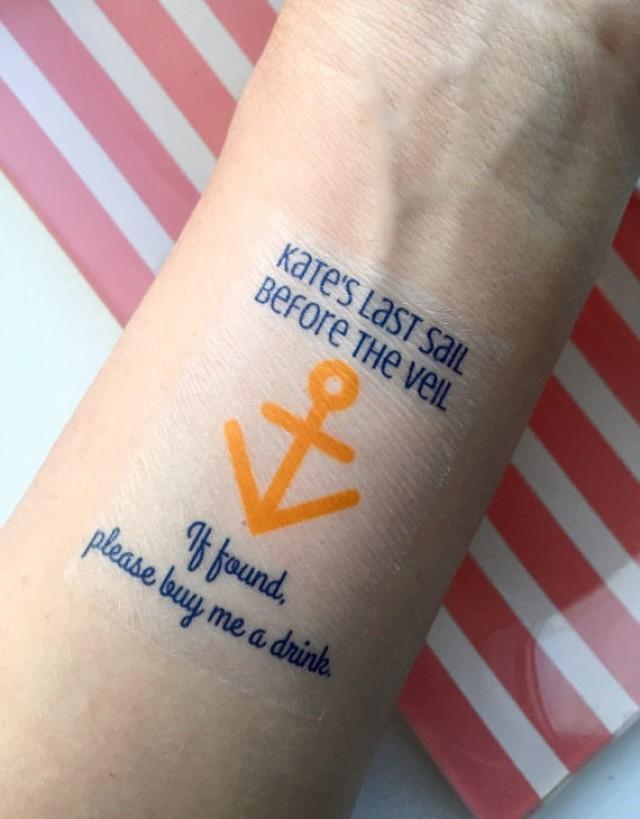 Kate's Last Sail
Before The Veil
If found,
please buy me a drink.